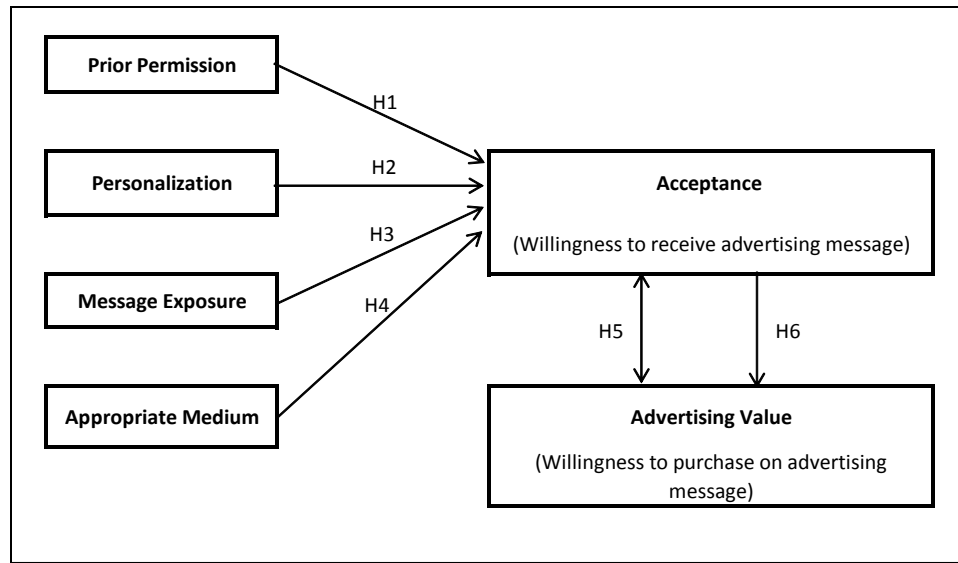 Prior Permission
H1
Personalization
H2
Acceptance
(Willingness to receive advertising message)
H3
Message Exposure
H4
H5
H6
Appropriate Medium
Advertising Value
(Willingness to purchase on advertising
message)